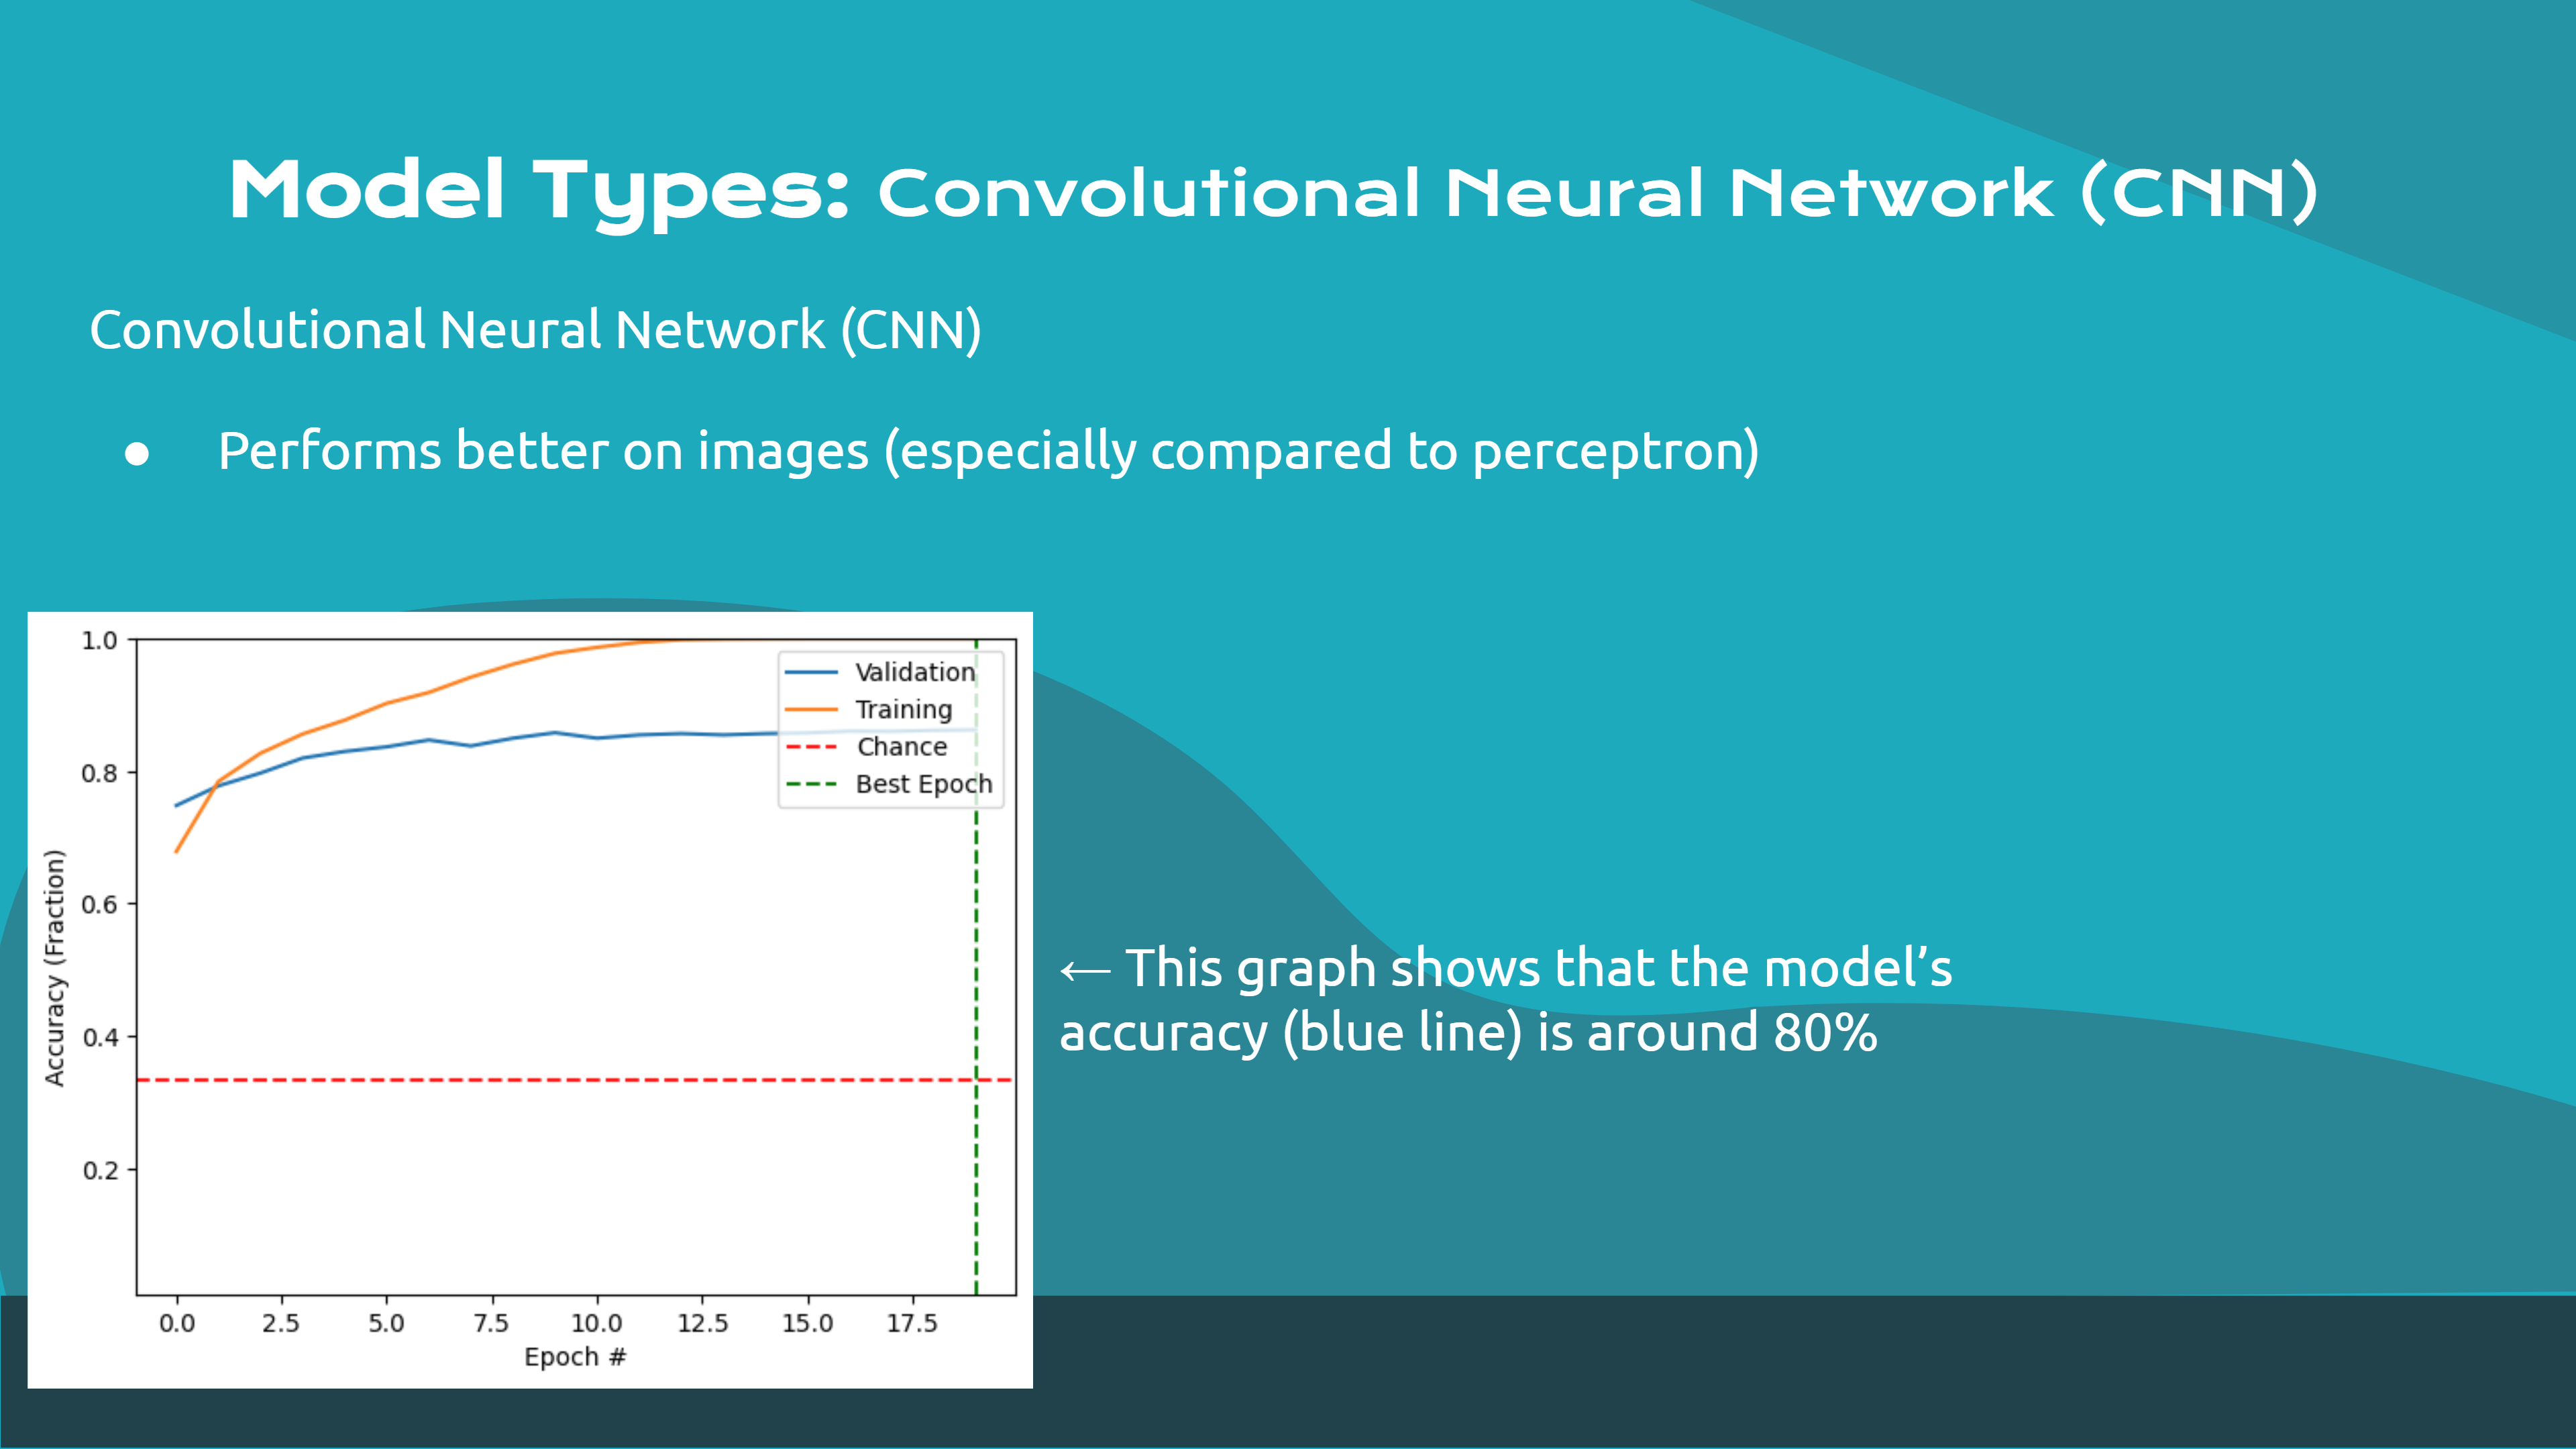 Model Types: Convolutional Neural Network (CNN)
Convolutional Neural Network (CNN)
● Performs better on images (especially compared to perceptron)
1.0
0.8
0.6
0.4
0.2
Accuracy (Fraction)
Validation
Training
Chance
Best Epoch
0.0 2.5 5.0 7.5 10.0 12.5 15.0 17.5
Epoch #
← This graph shows that the model’s
accuracy (blue line) is around 80%